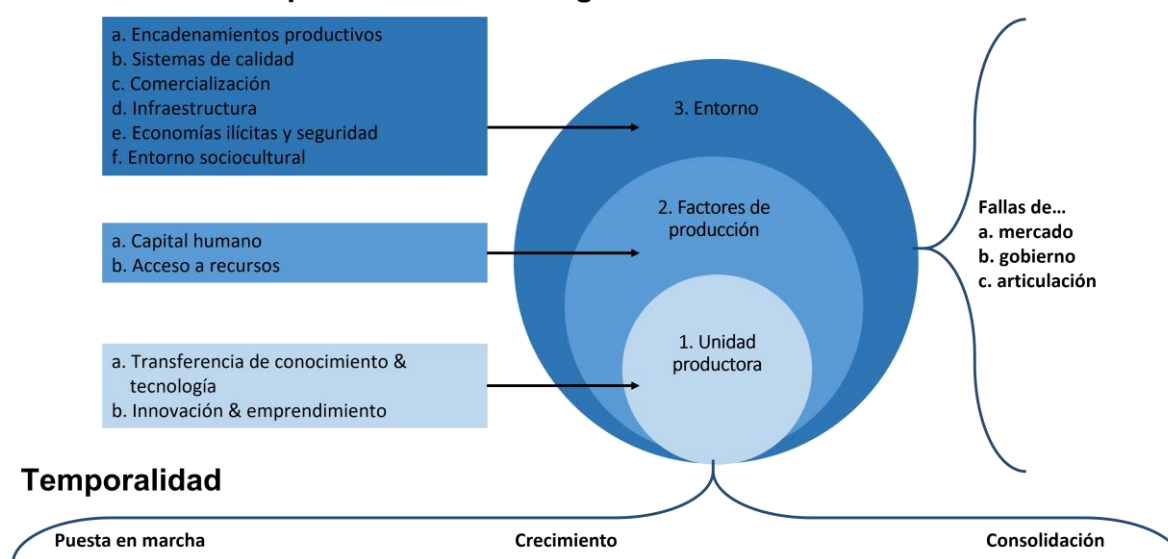 a. Encadenamientos productivos
b. Sistemas de calidad
c. Comercialización
d. Infraestructura
e. Economías ilícitas y seguridad
f. Entorno sociocultural
3. Entorno
a. Capital humano
b. Acceso a recursos
2. Factores de
producción
Fallas de...
a. mercado
b. gobierno
c. articulación
a. Transferencia de conocimiento &
tecnología
b. Innovación & emprendimiento
1. Unidad
productora
Temporalidad
Puesta en marcha
Crecimiento
Consolidación